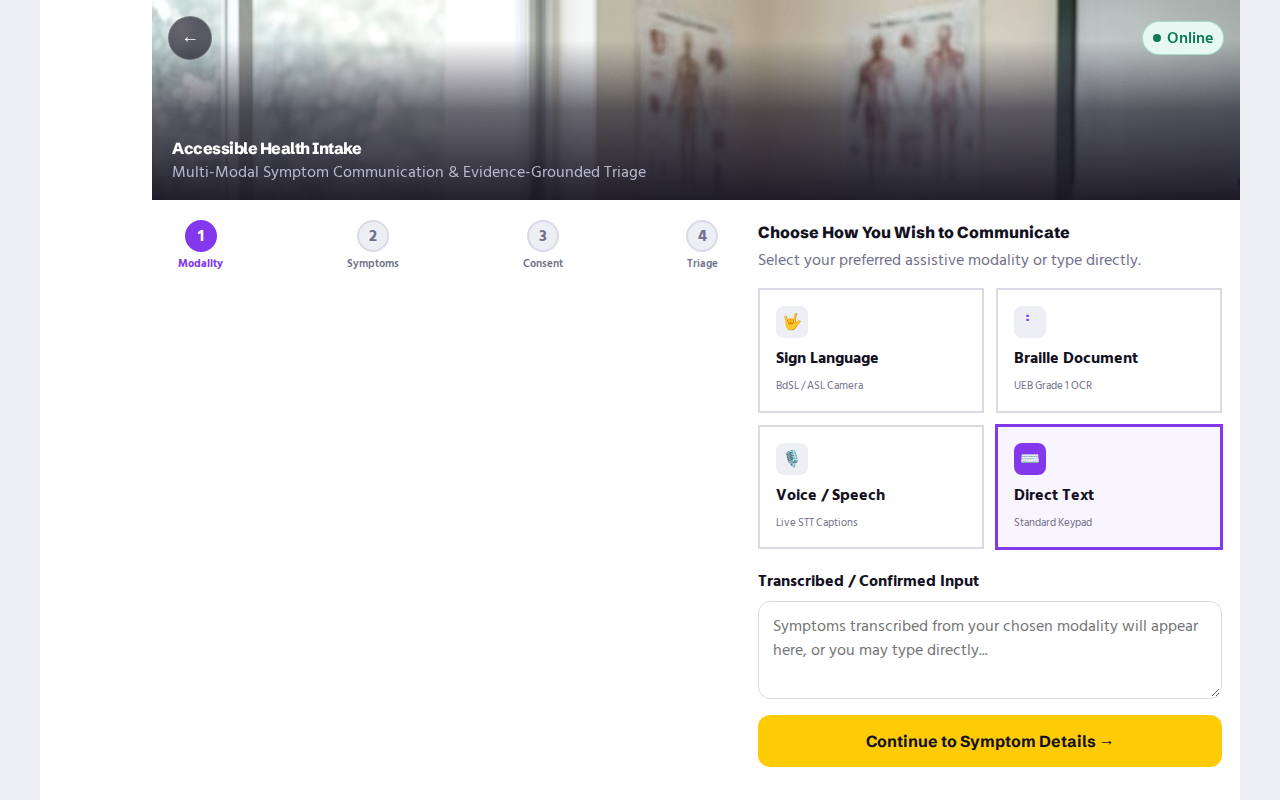 ←
Online
Accessible Health Intake
Multi-Modal Symptom Communication & Evidence-Grounded Triage
1
Modality
2
Symptoms
3
Consent
4
Triage
Choose How You Wish to Communicate
Select your preferred assistive modality or type directly.
Sign Language
BdSL / ASL Camera
Braille Document
UEB Grade 1 OCR
Voice / Speech
Live STT Captions
Direct Text
Standard Keypad
Transcribed / Confirmed Input
Symptoms transcribed from your chosen modality will appear
here, or you may type directly...
Continue to Symptom Details →